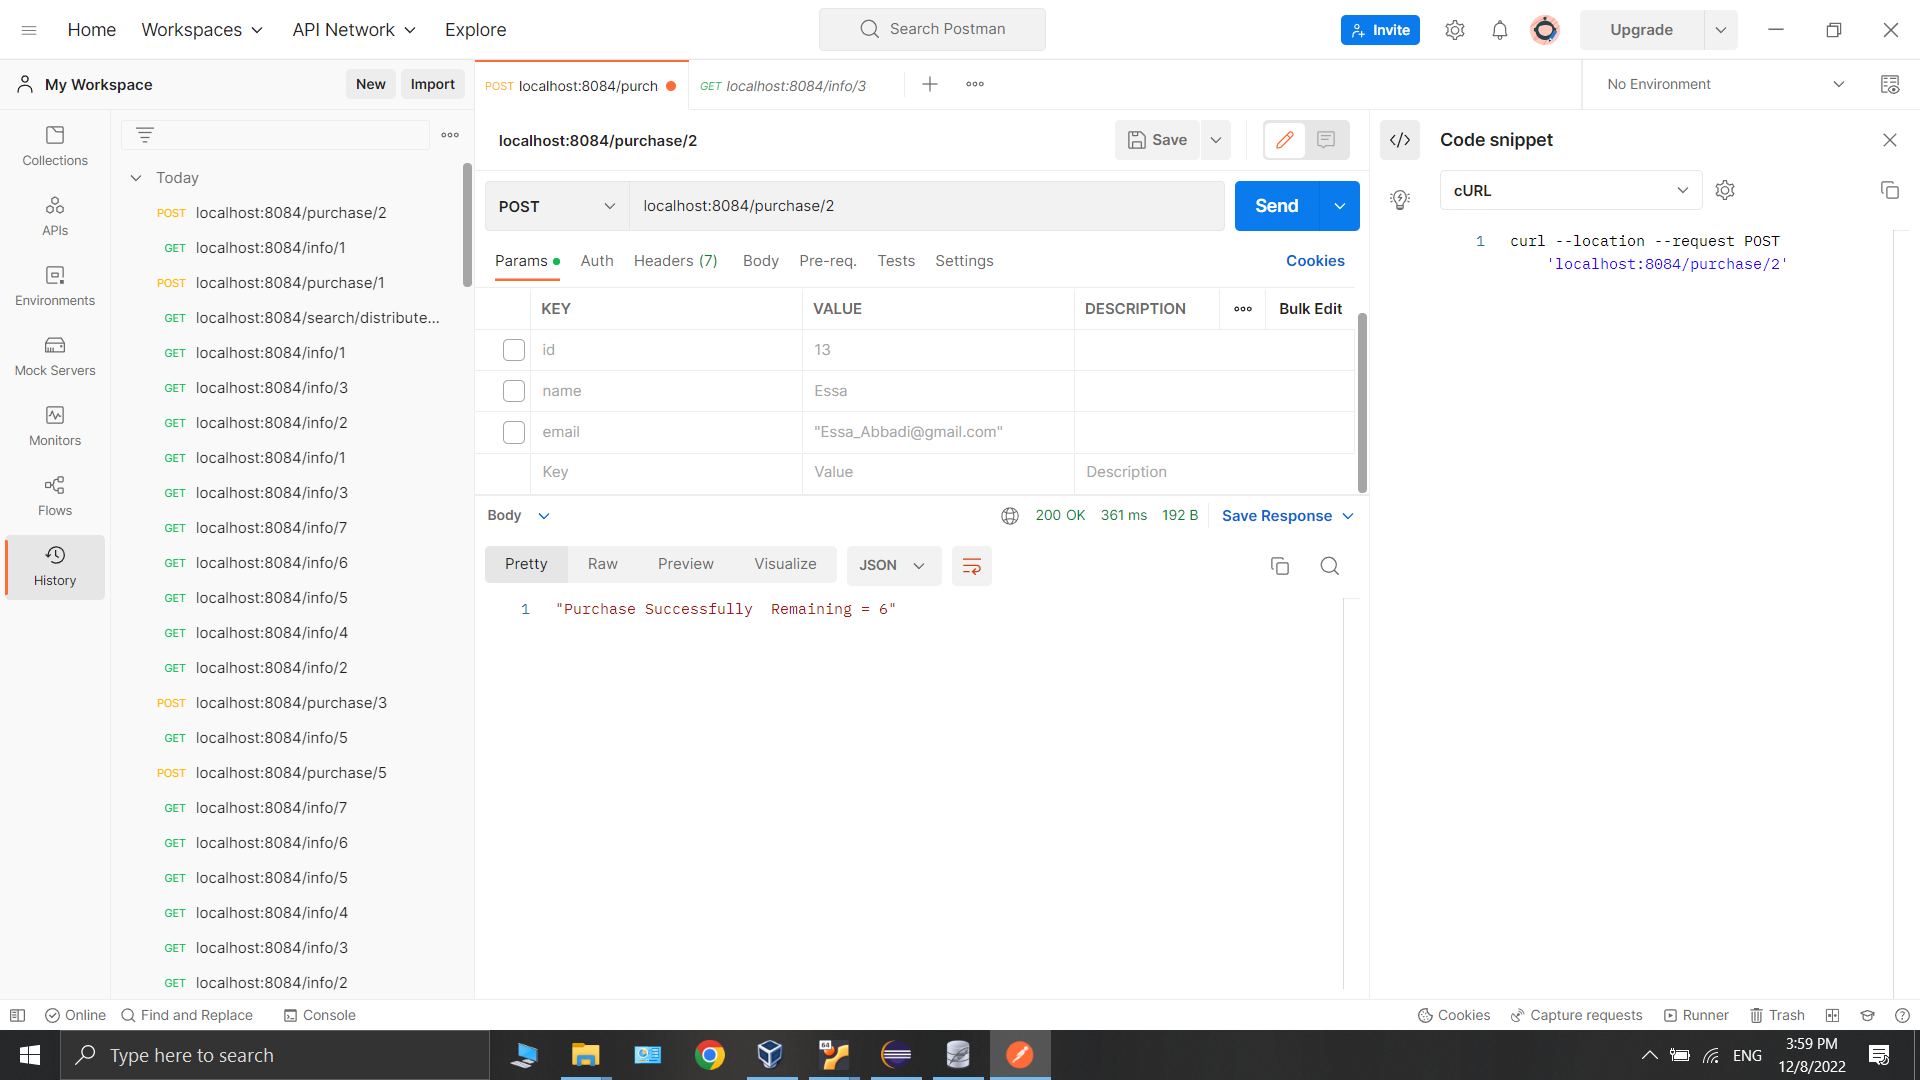 Home Workspaces API Network Explore Search Postman Invite Upgrade
My Workspace New Import POST localhost:8084/purch GET localhost:8084/info/3 No Environment
Collections
APIs
Environments
Mock Servers
Monitors
Flows
History
Today
POST localhost:8084/purchase/2
GET localhost:8084/info/1
POST localhost:8084/purchase/1
GET localhost:8084/search/distribute...
GET localhost:8084/info/1
GET localhost:8084/info/3
GET localhost:8084/info/2
GET localhost:8084/info/1
GET localhost:8084/info/3
GET localhost:8084/info/7
GET localhost:8084/info/6
GET localhost:8084/info/5
GET localhost:8084/info/4
GET localhost:8084/info/2
POST localhost:8084/purchase/3
GET localhost:8084/info/5
POST localhost:8084/purchase/5
GET localhost:8084/info/7
GET localhost:8084/info/6
GET localhost:8084/info/5
GET localhost:8084/info/4
GET localhost:8084/info/3
GET localhost:8084/info/2
localhost:8084/purchase/2 Save
POST localhost:8084/purchase/2 Send
Params Auth Headers (7) Body Pre-req. Tests Settings Cookies
KEY VALUE DESCRIPTION Bulk Edit
id 13
name Essa
email "Essa_Abbadi@gmail.com"
Key Value Description
Body 200 OK 361 ms 192 B Save Response
Pretty Raw Preview Visualize JSON
1 "Purchase Successfully  Remaining = 6"
Code snippet
cURL
1 curl --location --request POST
'localhost:8084/purchase/2'
Online Find and Replace Console Cookies Capture requests Runner Trash
Type here to search 64 ENG 3:59 PM
12/8/2022